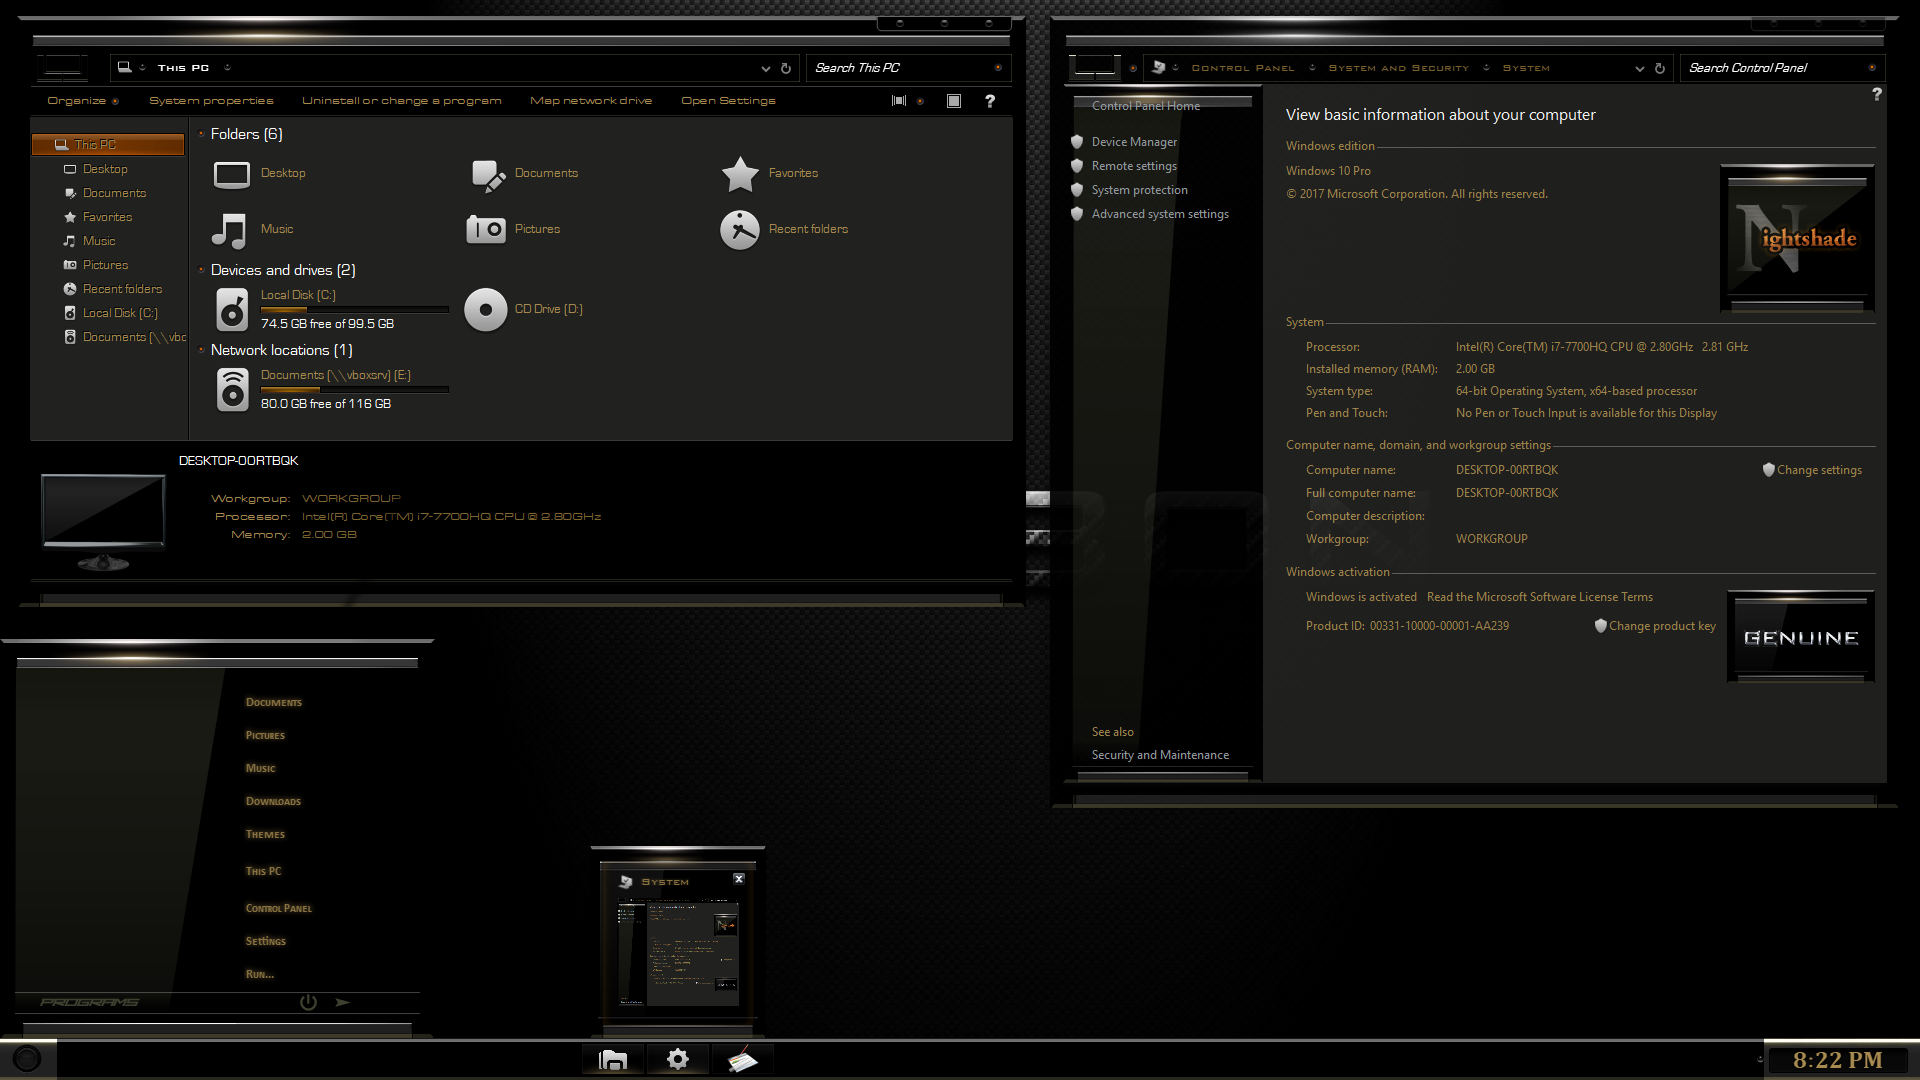 This PC
Search This PC
Organize
System properties
Uninstall or change a program
Map network drive
Open Settings
?
This PC
Desktop
Documents
Favorites
Music
Pictures
Recent folders
Local Disk (C:)
Documents (\\vbo
Folders (6)
Desktop
Documents
Favorites
Music
Pictures
Recent folders
Devices and drives (2)
Local Disk (C:)
74.5 GB free of 99.5 GB
CD Drive (D:)
Network locations (1)
Documents (\\vboxsrv) (E:)
80.0 GB free of 116 GB
DESKTOP-00RTBQK
Workgroup: WORKGROUP
Processor: Intel(R) Core(TM) i7-7700HQ CPU @ 2.80GHz
Memory: 2.00 GB
Control Panel
System and Security
System
Search Control Panel
?
Control Panel Home
Device Manager
Remote settings
System protection
Advanced system settings
See also
Security and Maintenance
View basic information about your computer
Windows edition
Windows 10 Pro
© 2017 Microsoft Corporation. All rights reserved.
Nightshade
System
Processor: Intel(R) Core(TM) i7-7700HQ CPU @ 2.80GHz 2.81 GHz
Installed memory (RAM): 2.00 GB
System type: 64-bit Operating System, x64-based processor
Pen and Touch: No Pen or Touch Input is available for this Display
Computer name, domain, and workgroup settings
Computer name: DESKTOP-00RTBQK
Change settings
Full computer name: DESKTOP-00RTBQK
Computer description:
Workgroup: WORKGROUP
Windows activation
Windows is activated Read the Microsoft Software License Terms
Product ID: 00331-10000-00001-AA239
Change product key
GENUINE
Documents
Pictures
Music
Downloads
Themes
This PC
Control Panel
Settings
Run...
PROGRAMS
System
8:22 PM